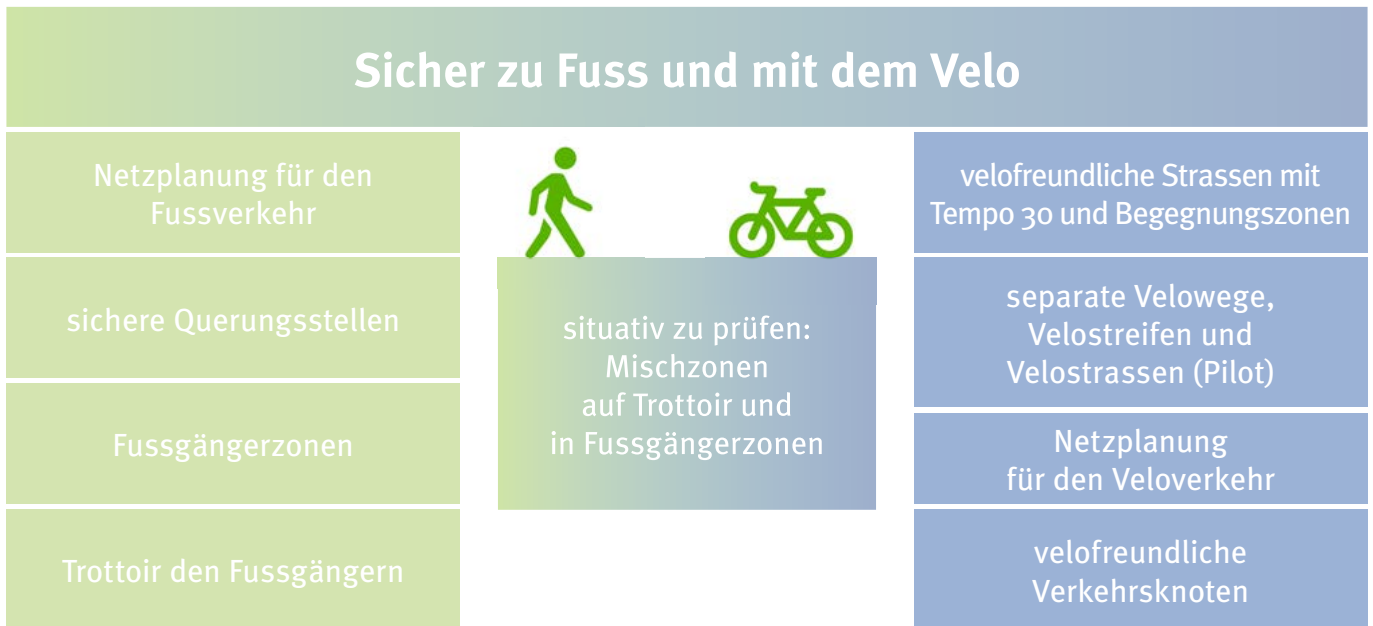 Sicher zu Fuss und mit dem Velo
Netzplanung für den
Fussverkehr
sichere Querungsstellen
Fussgängerzonen
Trottoir den Fussgängern
situativ zu prüfen:
Mischzonen
auf Trottoir und
in Fussgängerzonen
velofreundliche Strassen mit
Tempo 30 und Begegnungszonen
separate Velowege,
Velostreifen und
Velostrassen (Pilot)
Netzplanung
für den Veloverkehr
velofreundliche
Verkehrsknoten